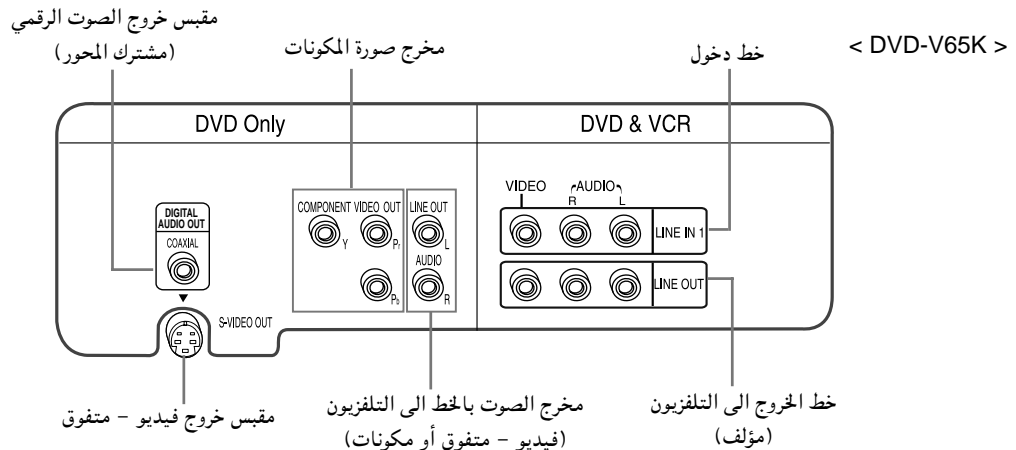 < DVD-V65K >
مقبس خروج الصوت الرقمي
(مشترك المحور)
مخرج صورة المكونات
خط دخول
DVD Only
DVD & VCR
DIGITAL
AUDIO OUT
COAXIAL
S-VIDEO OUT
COMPONENT VIDEO OUT
Y
Pr
Pb
LINE OUT
L
AUDIO
R
VIDEO
AUDIO
R
L
LINE IN 1
LINE OUT
مقبس خروج فيديو - متفوق
مخرج الصوت بالخط الى التلفزيون
(فيديو - متفوق أو مكونات)
خط الخروج الى التلفزيون
(مؤلف)